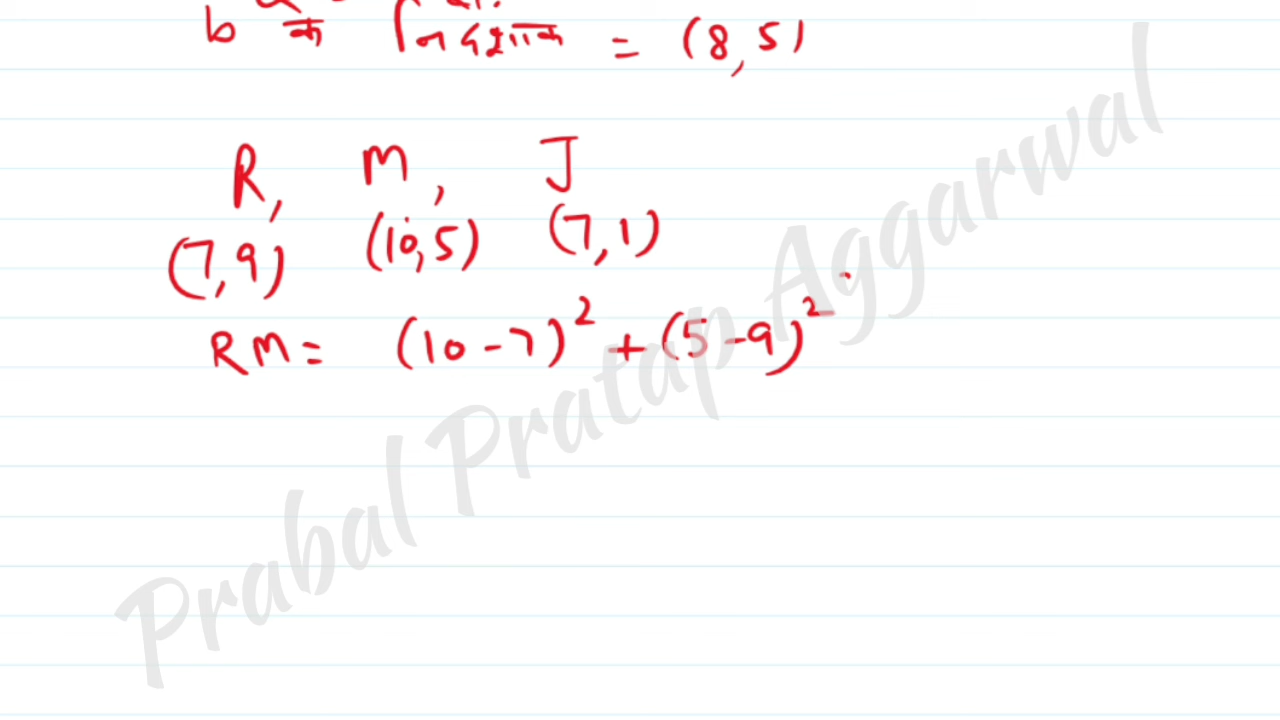 b के निर्देशांक = (8,5)
R, M, J
(7,9) (10,5) (7,1)
RM = (10-7)² + (5-9)²
Prabal Pratap Aggarwal